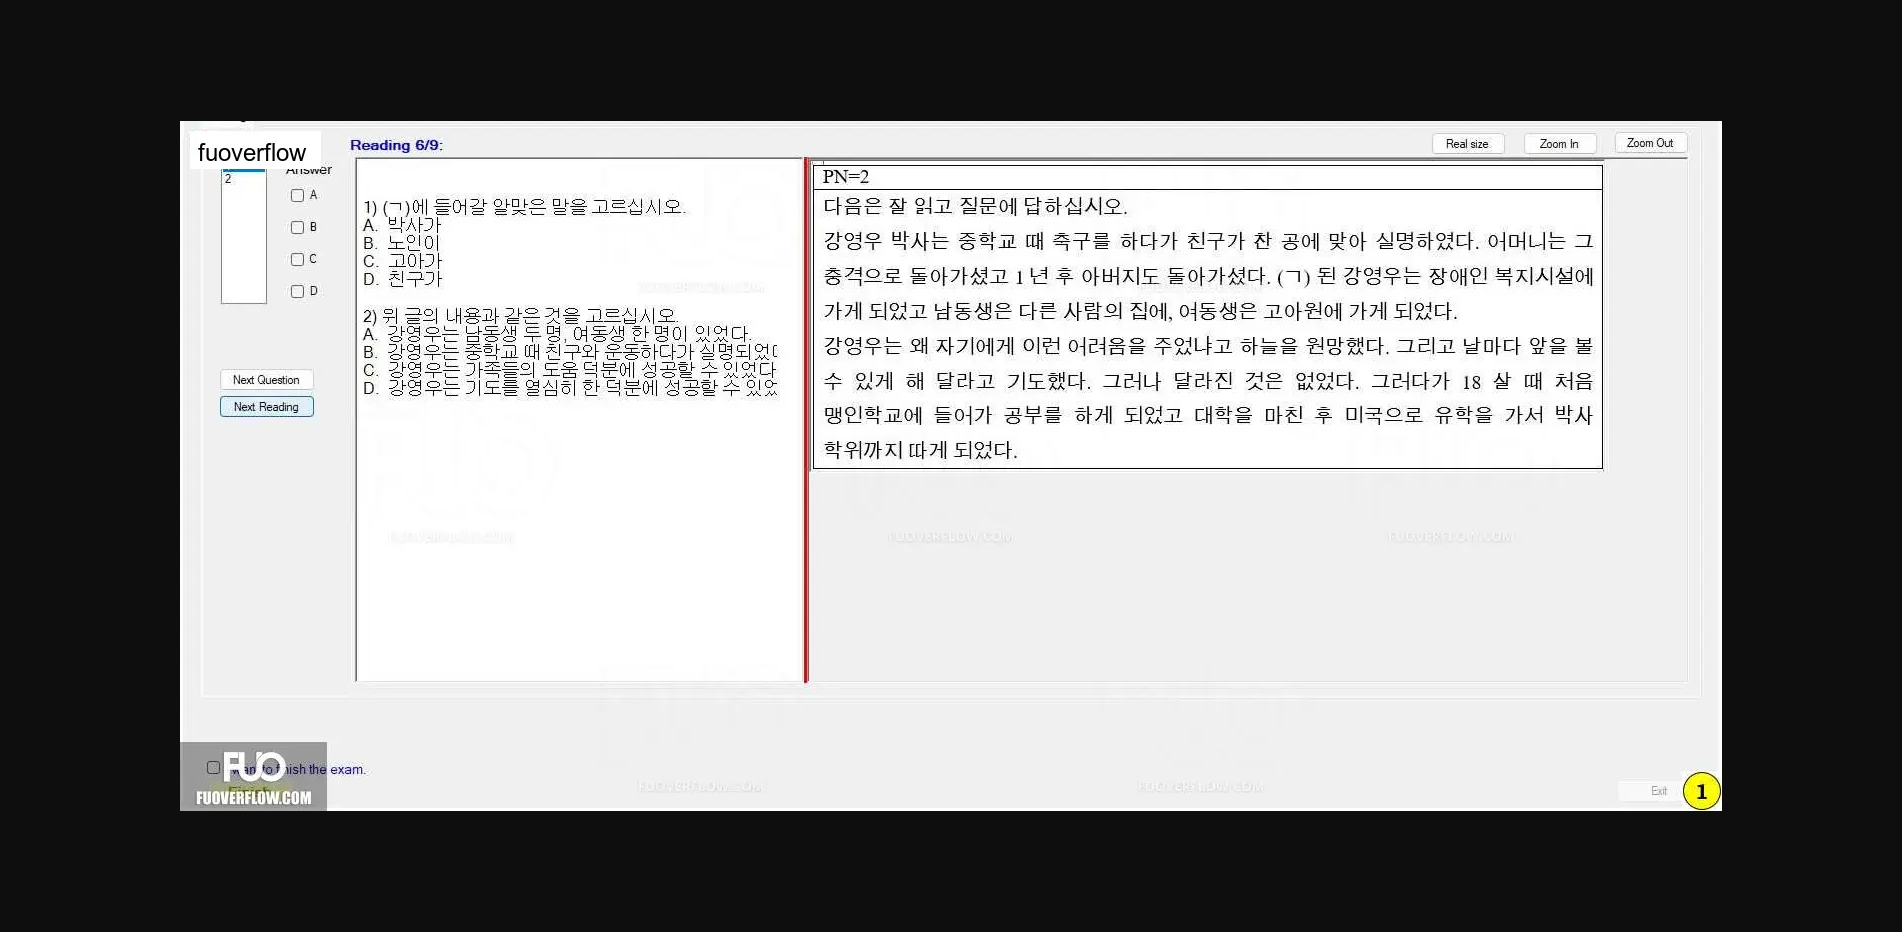 fuoverflow
Reading 6/9:
Real size
Zoom In
Zoom Out
Answer
2
A
B
C
D
Next Question
Next Reading
1) (ㄱ)에 들어갈 알맞은 말을 고르십시오.
A. 박사가
B. 노인이
C. 고아가
D. 친구가
2) 위 글의 내용과 같은 것을 고르십시오.
A. 강영우는 남동생 두 명, 여동생 한 명이 있었다.
B. 강영우는 중학교 때 친구와 운동하다가 실명되었
C. 강영우는 가족들의 도움 덕분에 성공할 수 있었다
D. 강영우는 기도를 열심히 한 덕분에 성공할 수 있었
PN=2
다음은 잘 읽고 질문에 답하십시오.
강영우 박사는 중학교 때 축구를 하다가 친구가 찬 공에 맞아 실명하였다. 어머니는 그
충격으로 돌아가셨고 1 년 후 아버지도 돌아가셨다. (ㄱ) 된 강영우는 장애인 복지시설에
가게 되었고 남동생은 다른 사람의 집에, 여동생은 고아원에 가게 되었다.
강영우는 왜 자기에게 이런 어려움을 주었냐고 하늘을 원망했다. 그리고 날마다 앞을 볼
수 있게 해 달라고 기도했다. 그러나 달라진 것은 없었다. 그러다가 18 살 때 처음
맹인학교에 들어가 공부를 하게 되었고 대학을 마친 후 미국으로 유학을 가서 박사
학위까지 따게 되었다.
FUOVERFLOW.COM
FUOVERFLOW.COM
FUOVERFLOW.COM
FUOVERFLOW.COM
want to finish the exam.
FUO
Finish
FUOVERFLOW.COM
FUOVERFLOW.COM
FUOVERFLOW.COM
Exit
1